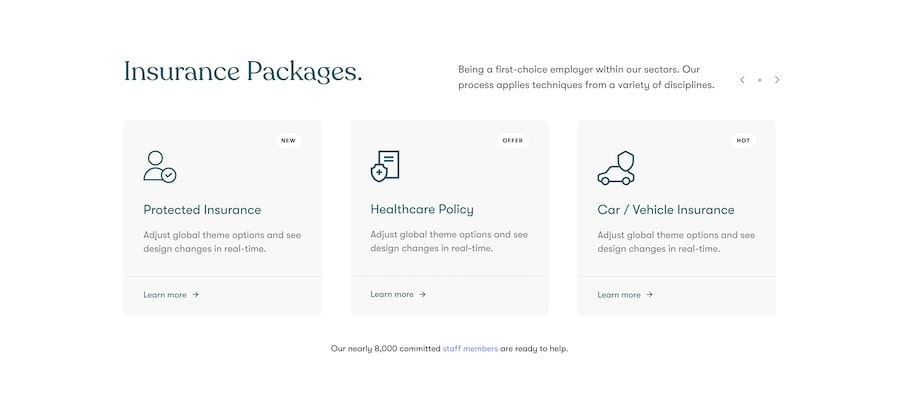 Insurance Packages.
Being a first-choice employer within our sectors. Our
process applies techniques from a variety of disciplines.
NEW
Protected Insurance
Adjust global theme options and see
design changes in real-time.
Learn more
OFFER
Healthcare Policy
Adjust global theme options and see
design changes in real-time.
Learn more
HOT
Car / Vehicle Insurance
Adjust global theme options and see
design changes in real-time.
Learn more
Our nearly 8,000 committed staff members are ready to help.